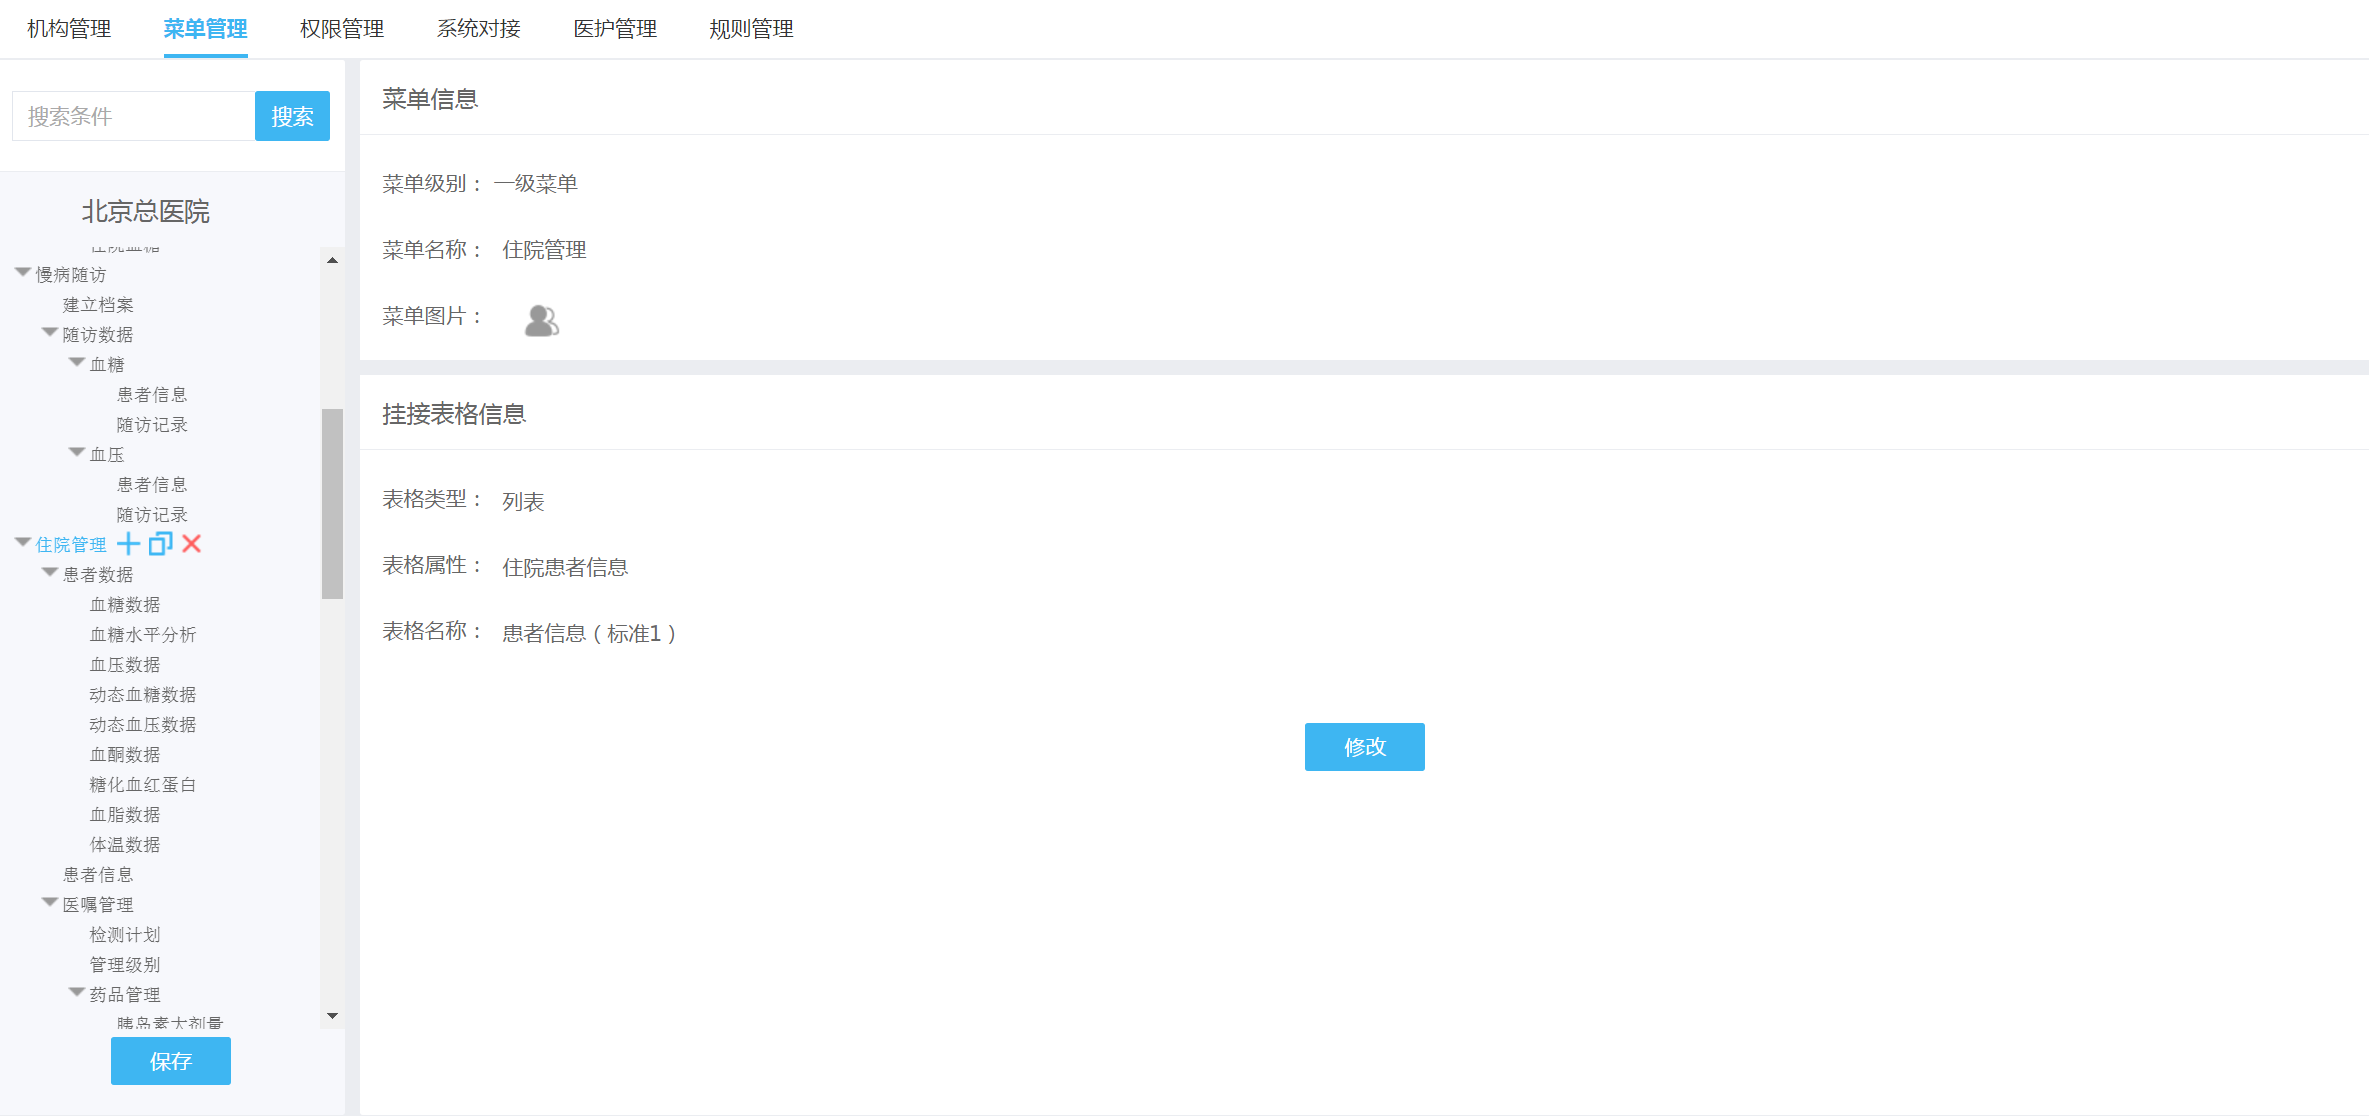 机构管理 菜单管理 权限管理 系统对接 医护管理 规则管理
搜索条件 搜索
北京总医院
住院血糖
慢病随访
建立档案
随访数据
血糖
患者信息
随访记录
血压
患者信息
随访记录
住院管理
患者数据
血糖数据
血糖水平分析
血压数据
动态血糖数据
动态血压数据
血酮数据
糖化血红蛋白
血脂数据
体温数据
患者信息
医嘱管理
检测计划
管理级别
药品管理
胰岛素大剂量
保存
菜单信息
菜单级别： 一级菜单
菜单名称： 住院管理
菜单图片：
挂接表格信息
表格类型： 列表
表格属性： 住院患者信息
表格名称： 患者信息（标准1）
修改